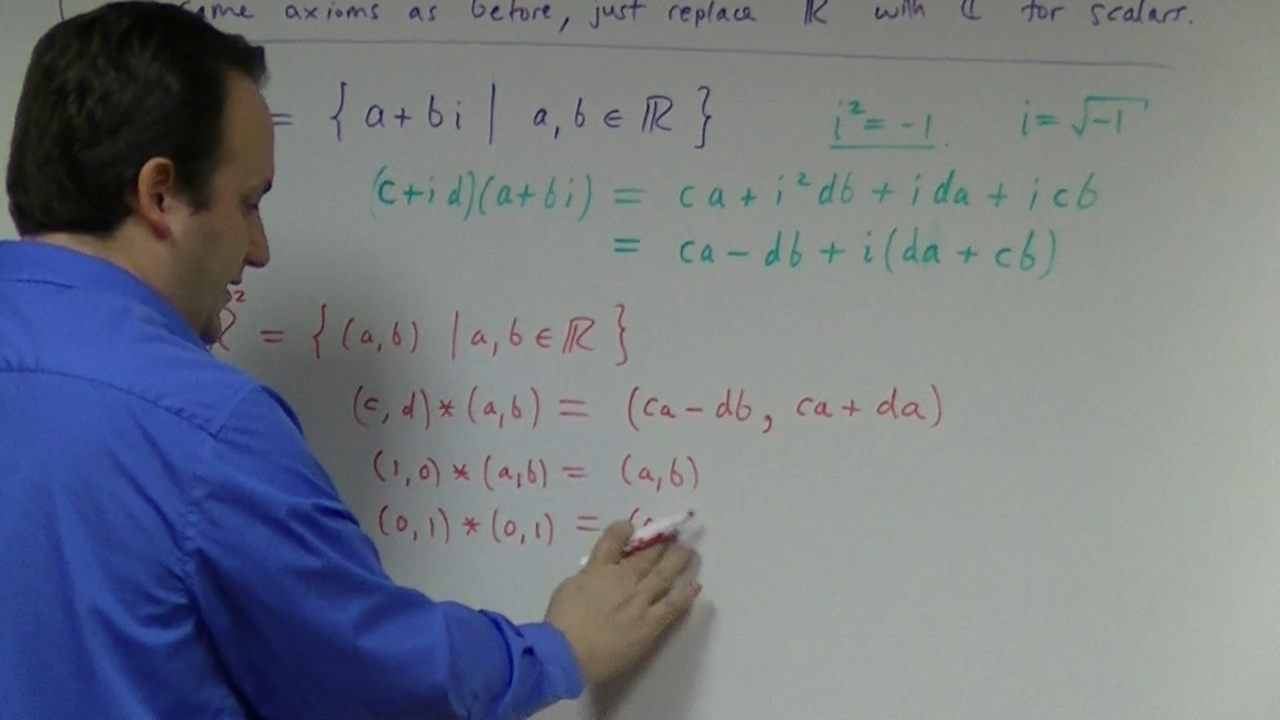 same axioms as before, just replace ℝ with ℂ for scalars.
= { a+bi | a, b ∈ ℝ } i² = -1 i = √-1
(c+id)(a+bi) = ca + i²db + ida + icb
= ca - db + i(da + cb)
ℝ² = { (a,b) | a, b ∈ ℝ }
(c, d) * (a,b) = (ca - db, ca + da)
(1,0) * (a,b) = (a,b)
(0,1) * (0,1) =